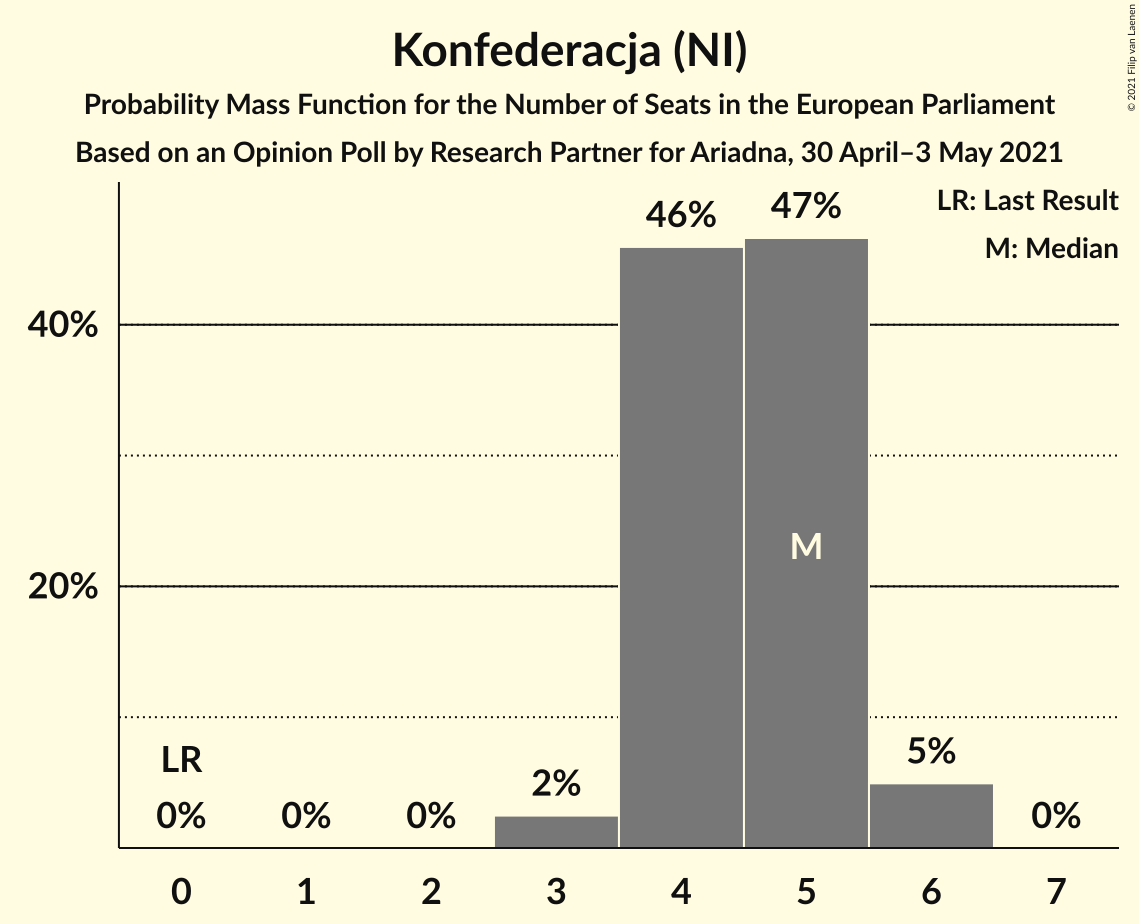 Konfederacja (NI)
Probability Mass Function for the Number of Seats in the European Parliament
Based on an Opinion Poll by Research Partner for Ariadna, 30 April–3 May 2021
© 2021 Filip van Laenen
LR: Last Result
M: Median
46%
47%
40%
M
20%
LR
0%
0%
0%
2%
5%
0%
0
1
2
3
4
5
6
7